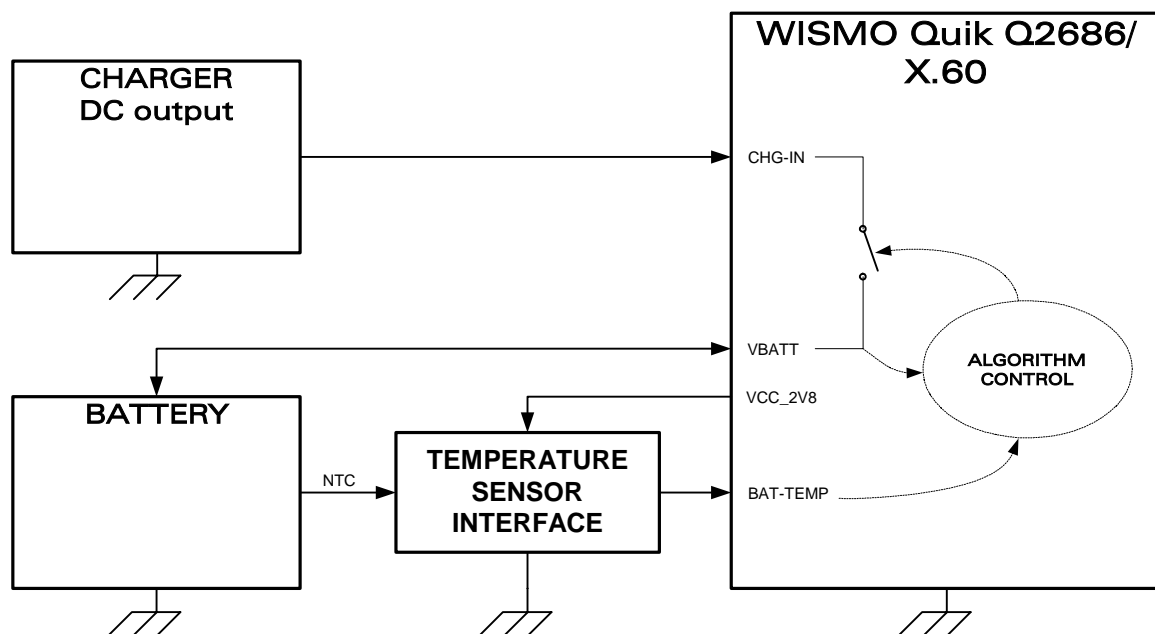 WISMO Quik Q2686/
X.60
CHARGER
DC output
CHG-IN
VBATT
ALGORITHM
CONTROL
VCC_2V8
BATTERY
TEMPERATURE
SENSOR
INTERFACE
NTC
BAT-TEMP